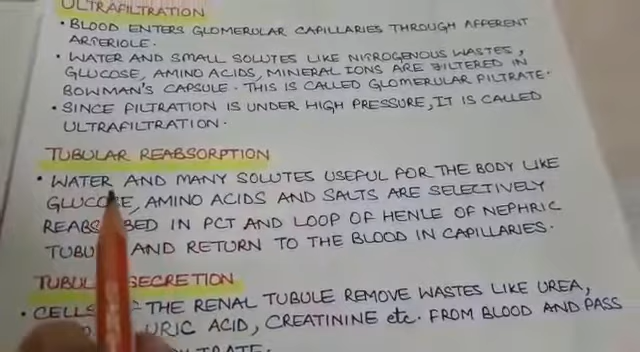 ULTRAFILTRATION
• BLOOD ENTERS GLOMERULAR CAPILLARIES THROUGH AFFERENT
ARTERIOLE.
• WATER AND SMALL SOLUTES LIKE NITROGENOUS WASTES,
GLUCOSE, AMINO ACIDS, MINERAL IONS ARE FILTERED IN
BOWMAN'S CAPSULE. THIS IS CALLED GLOMERULAR FILTRATE.
• SINCE FILTRATION IS UNDER HIGH PRESSURE, IT IS CALLED
ULTRAFILTRATION.
TUBULAR REABSORPTION
• WATER AND MANY SOLUTES USEFUL FOR THE BODY LIKE
GLUCOSE, AMINO ACIDS AND SALTS ARE SELECTIVELY
IN PCT AND LOOP OF HENLE OF NEPHRIC
AND RETURN TO THE BLOOD IN CAPILLARIES.
SECRETION
• CELLS THE RENAL TUBULE REMOVE WASTES LIKE UREA,
URIC ACID, CREATININE etc. FROM BLOOD AND PASS